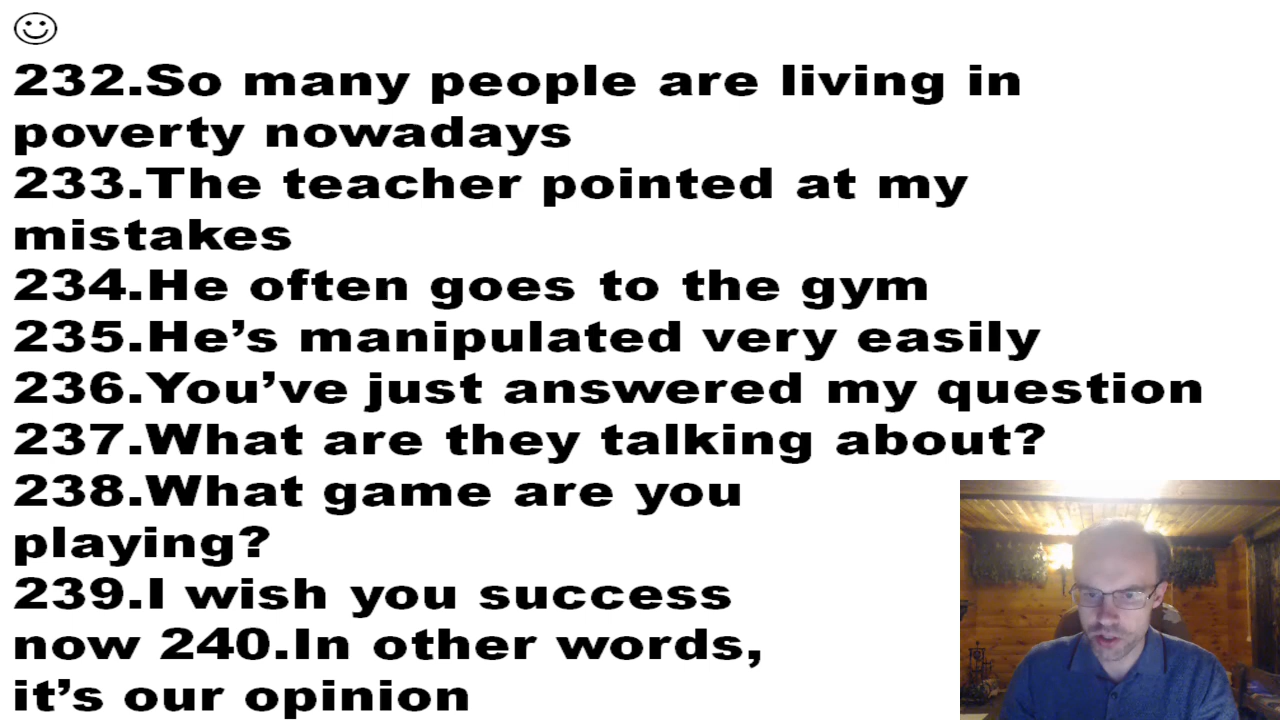 232.So many people are living in
poverty nowadays
233.The teacher pointed at my
mistakes
234.He often goes to the gym
235.He’s manipulated very easily
236.You’ve just answered my question
237.What are they talking about?
238.What game are you
playing?
239.I wish you success
now 240.In other words,
it’s our opinion